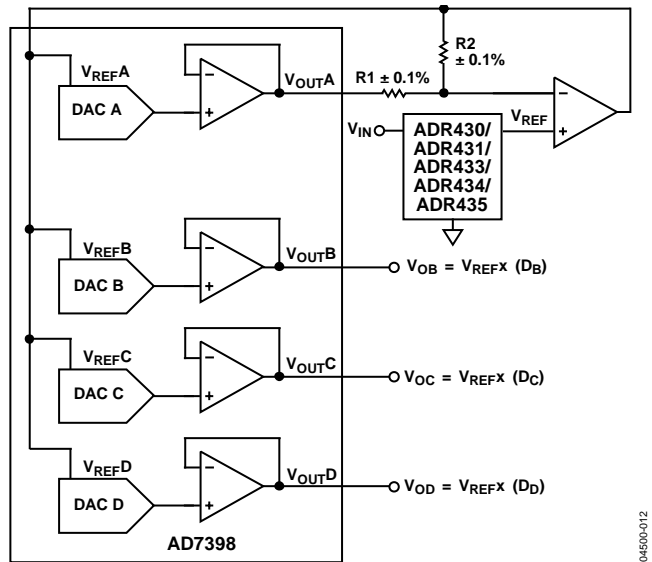 R2
± 0.1%
R1 ± 0.1%
VREFA
DAC A
VOUTA
VIN
ADR430/
ADR431/
ADR433/
ADR434/
ADR435
VREF
VREFB
DAC B
VOUTB
VOB = VREFx (DB)
VREFC
DAC C
VOUTC
VOC = VREFx (DC)
VREFD
DAC D
VOUTD
VOD = VREFx (DD)
AD7398
04500-012